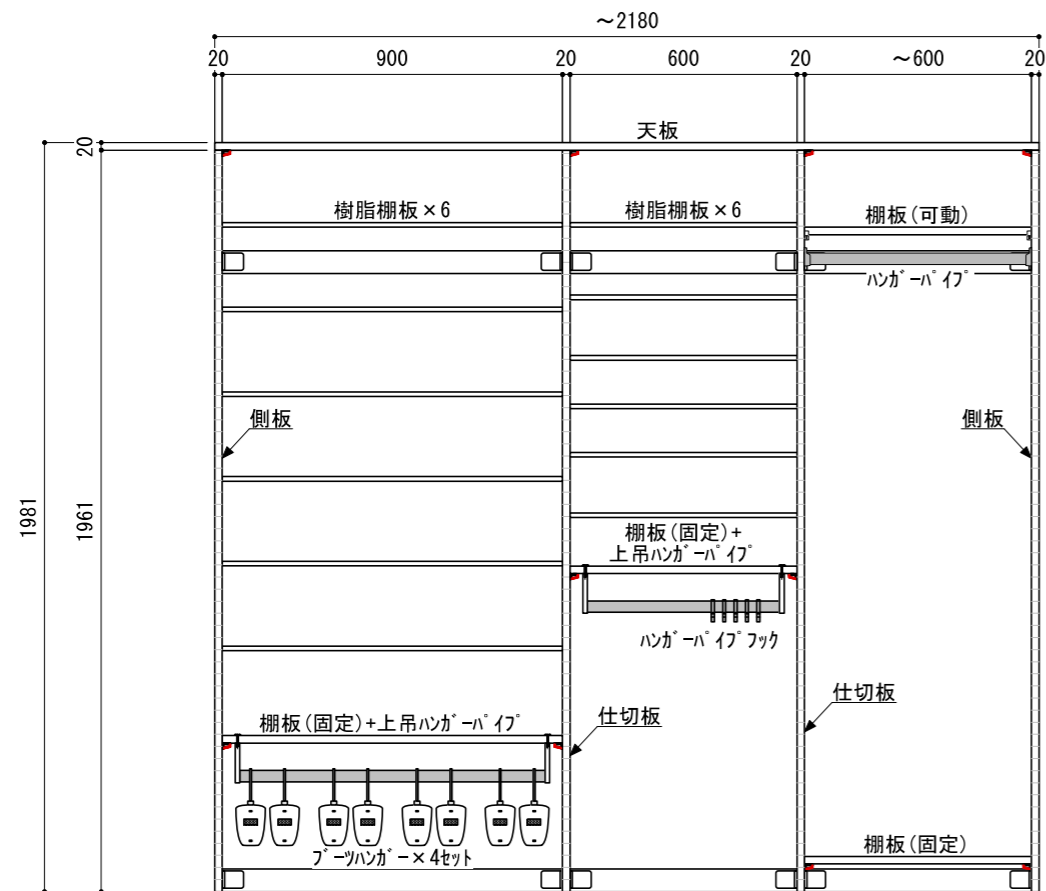 ～2180
20 900 20 600 20 ～600 20
天板
20
樹脂棚板×6
樹脂棚板×6
棚板(可動)
ﾊﾝｶﾞｰﾊﾟｲﾌﾟ
側板
側板
1981
1961
棚板(固定)+
上吊ﾊﾝｶﾞｰﾊﾟｲﾌﾟ
ﾊﾝｶﾞｰﾊﾟｲﾌﾟフック
仕切板
棚板(固定)+上吊ﾊﾝｶﾞｰﾊﾟｲﾌﾟ
仕切板
棚板(固定)
ﾌﾞｰﾂﾊﾝｶﾞｰ×4ｾｯﾄ